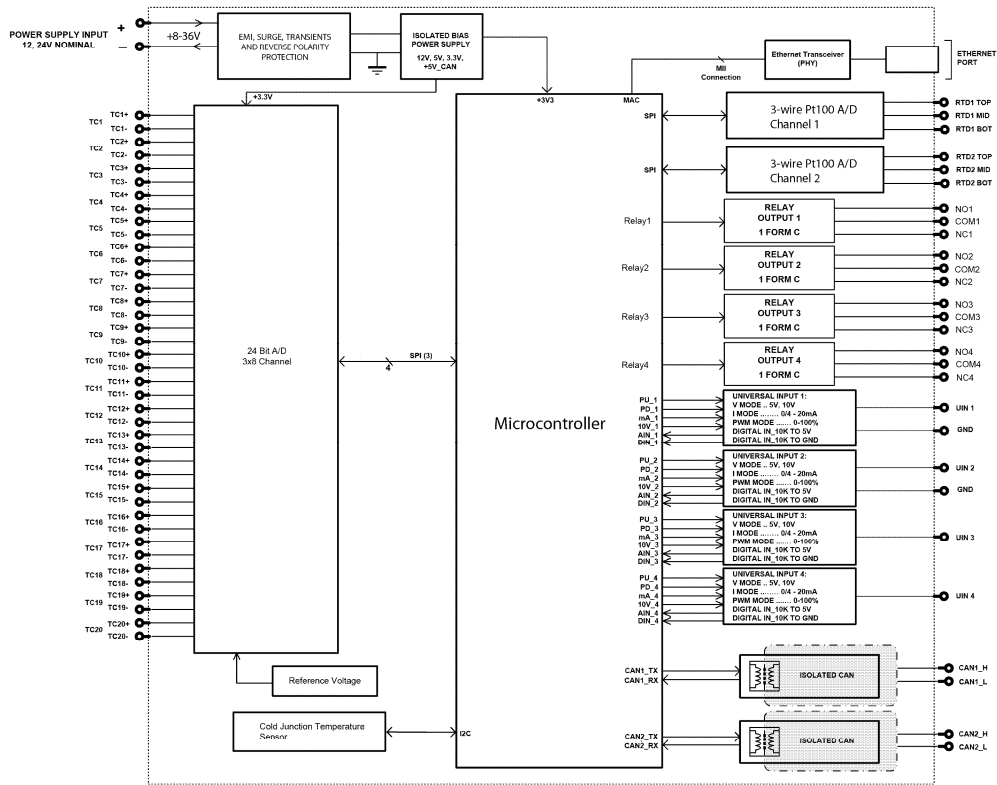 POWER SUPPLY INPUT
12, 24V NOMINAL
+
–
+8-36V
EMI, SURGE, TRANSIENTS
AND REVERSE POLARITY
PROTECTION
ISOLATED BIAS
POWER SUPPLY
12V, 5V, 3.3V,
+5V_CAN
Ethernet Transceiver
(PHY)
ETHERNET
PORT
MII
Connection
+3.3V
+3V3
MAC
TC1
TC1+
TC1-
TC2
TC2+
TC2-
TC3
TC3+
TC3-
TC4
TC4+
TC4-
TC5
TC5+
TC5-
TC6
TC6+
TC6-
TC7
TC7+
TC7-
TC8
TC8+
TC8-
TC9
TC9+
TC9-
TC10
TC10+
TC10-
TC11
TC11+
TC11-
TC12
TC12+
TC12-
TC13
TC13+
TC13-
TC14
TC14+
TC14-
TC15
TC15+
TC15-
TC16
TC16+
TC16-
TC17
TC17+
TC17-
TC18
TC18+
TC18-
TC19
TC19+
TC19-
TC20
TC20+
TC20-
24 Bit A/D
3x8 Channel
SPI (3)
4
Reference Voltage
Cold Junction Temperature
Sensor
I2C
Microcontroller
SPI
3-wire Pt100 A/D
Channel 1
RTD1 TOP
RTD1 MID
RTD1 BOT
SPI
3-wire Pt100 A/D
Channel 2
RTD2 TOP
RTD2 MID
RTD2 BOT
Relay1
RELAY
OUTPUT 1
1 FORM C
NO1
COM1
NC1
Relay2
RELAY
OUTPUT 2
1 FORM C
NO2
COM2
NC2
Relay3
RELAY
OUTPUT 3
1 FORM C
NO3
COM3
NC3
Relay4
RELAY
OUTPUT 4
1 FORM C
NO4
COM4
NC4
PU_1
PD_1
mA_1
10V_1
AIN_1
DIN_1
UNIVERSAL INPUT 1:
V MODE .. 5V, 10V
I MODE ........ 0/4 - 20mA
PWM MODE ....... 0-100%
DIGITAL IN_10K TO 5V
DIGITAL IN_10K TO GND
UIN 1
GND
PU_2
PD_2
mA_2
10V_2
AIN_2
DIN_2
UNIVERSAL INPUT 2:
V MODE .. 5V, 10V
I MODE ........ 0/4 - 20mA
PWM MODE ....... 0-100%
DIGITAL IN_10K TO 5V
DIGITAL IN_10K TO GND
UIN 2
GND
PU_3
PD_3
mA_3
10V_3
AIN_3
DIN_3
UNIVERSAL INPUT 3:
V MODE .. 5V, 10V
I MODE ........ 0/4 - 20mA
PWM MODE ....... 0-100%
DIGITAL IN_10K TO 5V
DIGITAL IN_10K TO GND
UIN 3
PU_4
PD_4
mA_4
10V_4
AIN_4
DIN_4
UNIVERSAL INPUT 4:
V MODE .. 5V, 10V
I MODE ........ 0/4 - 20mA
PWM MODE ....... 0-100%
DIGITAL IN_10K TO 5V
DIGITAL IN_10K TO GND
UIN 4
CAN1_TX
CAN1_RX
ISOLATED CAN
CAN1_H
CAN1_L
CAN2_TX
CAN2_RX
ISOLATED CAN
CAN2_H
CAN2_L